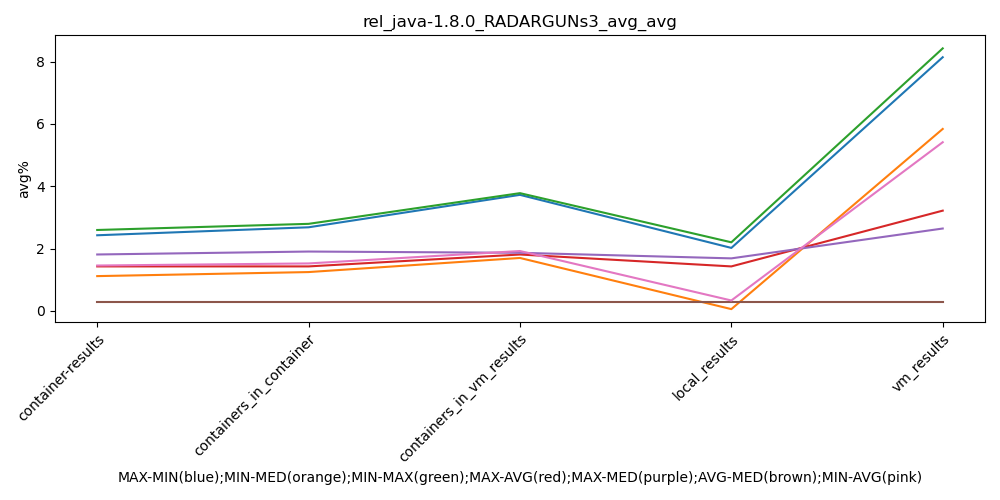 rel_java-1.8.0_RADARGUNs3_avg_avg
8
6
4
2
0
avg%
container-results
containers_in_container
containers_in_vm_results
local_results
vm_results
MAX-MIN(blue);MIN-MED(orange);MIN-MAX(green);MAX-AVG(red);MAX-MED(purple);AVG-MED(brown);MIN-AVG(pink)